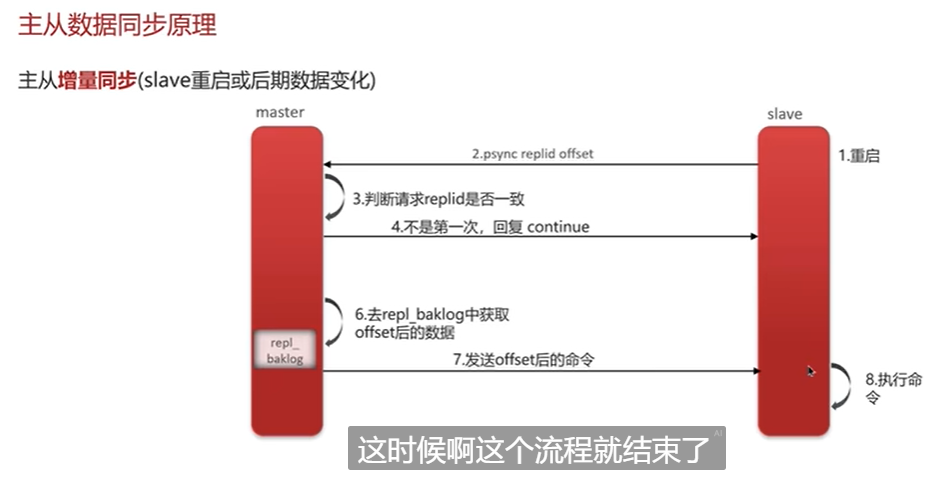 主从数据同步原理
主从增量同步(slave重启或后期数据变化)
master
slave
2.psync replid offset
1.重启
3.判断请求replid是否一致
4.不是第一次，回复 continue
6.去repl_baklog中获取
offset后的数据
repl_
baklog
7.发送offset后的命令
8.执行命
令
AI
这时候啊这个流程就结束了